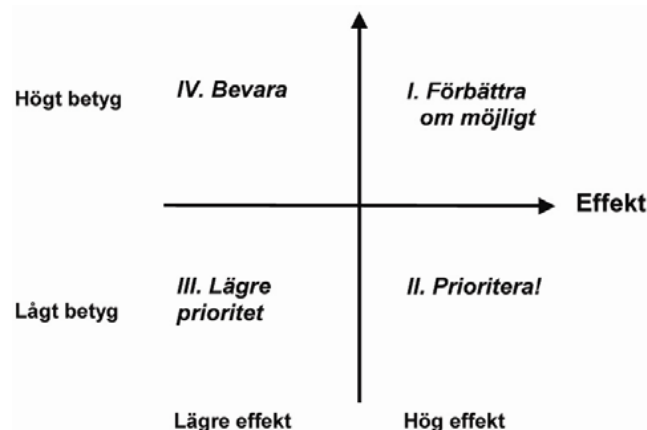 Högt betyg
IV. Bevara
I. Förbättra
om möjligt
Effekt
Lågt betyg
III. Lägre
prioritet
II. Prioritera!
Lägre effekt
Hög effekt